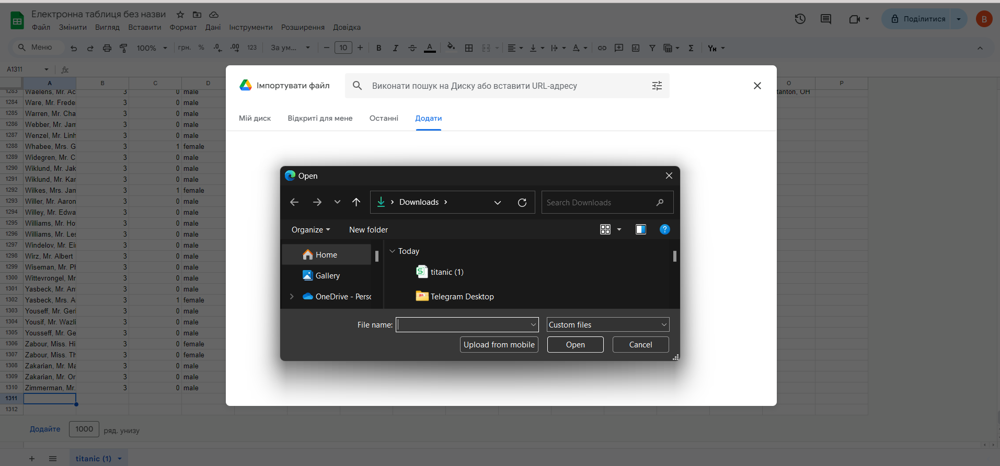 Електронна таблиця без назви
Файл Змінити Вигляд Вставити Формат Дані Інструменти Розширення Довідка
Поділитися
B
Меню 100% грн. % .0 .00 123 За ум... 10 B I A
A1311 fx
A B C D O P
1283 Waelens, Mr. Ac 3 0 male tanton, OH
1284 Ware, Mr. Frede 3 0 male
1285 Warren, Mr. Cha 3 0 male
1286 Webber, Mr. Jam 3 0 male
1287 Wenzel, Mr. Linh 3 0 male
1288 Whabee, Mrs. G 3 1 female
1289 Widegren, Mr. C 3 0 male
1290 Wiklund, Mr. Jak 3 0 male
1291 Wiklund, Mr. Kar 3 0 male
1292 Wilkes, Mrs. Jam 3 1 female
1293 Willer, Mr. Aaron 3 0 male
1294 Willey, Mr. Edwa 3 0 male
1295 Williams, Mr. Ho 3 0 male
1296 Williams, Mr. Les 3 0 male
1297 Windelov, Mr. Ei 3 0 male
1298 Wirz, Mr. Albert 3 0 male
1299 Wiseman, Mr. Ph 3 0 male
1300 Wittevrongel, Mr 3 0 male
1301 Yasbeck, Mr. An 3 0 male
1302 Yasbeck, Mrs. A 3 1 female
1303 Youseff, Mr. Geri 3 0 male
1304 Yousif, Mr. Wazli 3 0 male
1305 Yousseff, Mr. Ge 3 0 male
1306 Zabour, Miss. Hi 3 0 female
1307 Zabour, Miss. Th 3 0 female
1308 Zakarian, Mr. Ma 3 0 male
1309 Zakarian, Mr. Or 3 0 male
1310 Zimmerman, Mr. 3 0 male
1311
1312
Додайте 1000 ряд. унизу
titanic (1)
Імпортувати файл
Виконати пошук на Диску або вставити URL-адресу
Мій диск Відкриті для мене Останні Додати
Open
Downloads
Search Downloads
Organize New folder
Home
Gallery
OneDrive - Perso
Today
titanic (1)
Telegram Desktop
File name: Custom files
Upload from mobile Open Cancel